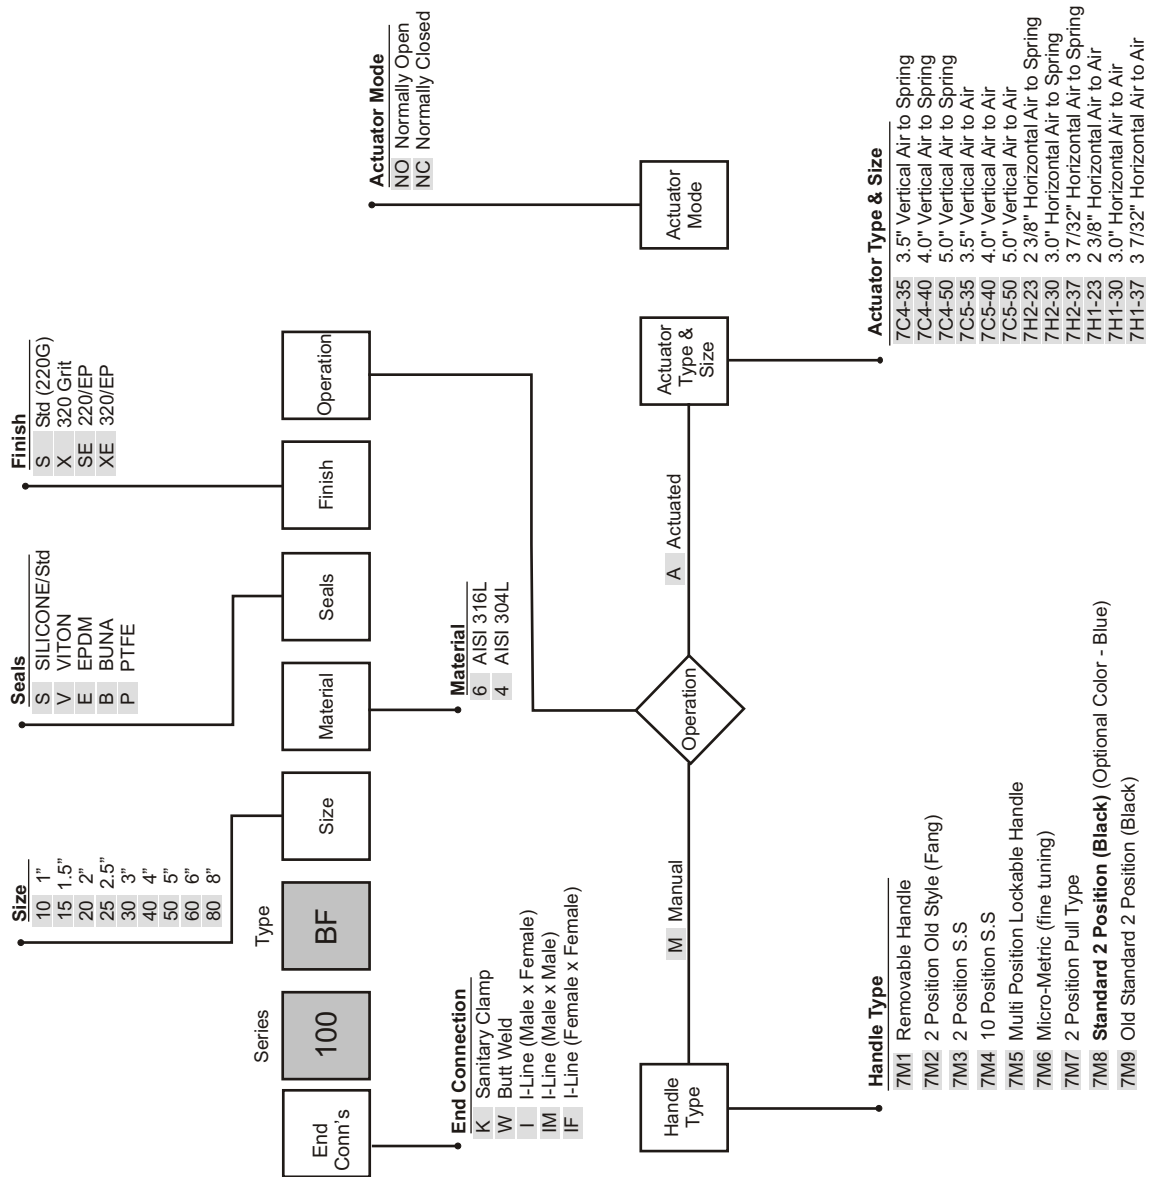 Size
10 1"
15 1.5"
20 2"
25 2.5"
30 3"
40 4"
50 5"
60 6"
80 8"
Seals
S SILICONE/Std
V VITON
E EPDM
B BUNA
P PTFE
Finish
S Std (220G)
X 320 Grit
SE 220/EP
XE 320/EP
Series
Type
End
Conn's
100
BF
Size
Material
Seals
Finish
Operation
End Connection
K Sanitary Clamp
W Butt Weld
I I-Line (Male x Female)
IM I-Line (Male x Male)
IF I-Line (Female x Female)
Material
6 AISI 316L
4 AISI 304L
Actuator Mode
NO Normally Open
NC Normally Closed
Handle
Type
M Manual
Operation
A Actuated
Actuator
Type &
Size
Actuator
Mode
Handle Type
7M1 Removable Handle
7M2 2 Position Old Style (Fang)
7M3 2 Position S.S
7M4 10 Position S.S
7M5 Multi Position Lockable Handle
7M6 Micro-Metric (fine tuning)
7M7 2 Position Pull Type
7M8 Standard 2 Position (Black) (Optional Color - Blue)
7M9 Old Standard 2 Position (Black)
Actuator Type & Size
7C4-35 3.5" Vertical Air to Spring
7C4-40 4.0" Vertical Air to Spring
7C4-50 5.0" Vertical Air to Spring
7C5-35 3.5" Vertical Air to Air
7C5-40 4.0" Vertical Air to Air
7C5-50 5.0" Vertical Air to Air
7H2-23 2 3/8" Horizontal Air to Spring
7H2-30 3.0" Horizontal Air to Spring
7H2-37 3 7/32" Horizontal Air to Spring
7H1-23 2 3/8" Horizontal Air to Air
7H1-30 3.0" Horizontal Air to Air
7H1-37 3 7/32" Horizontal Air to Air